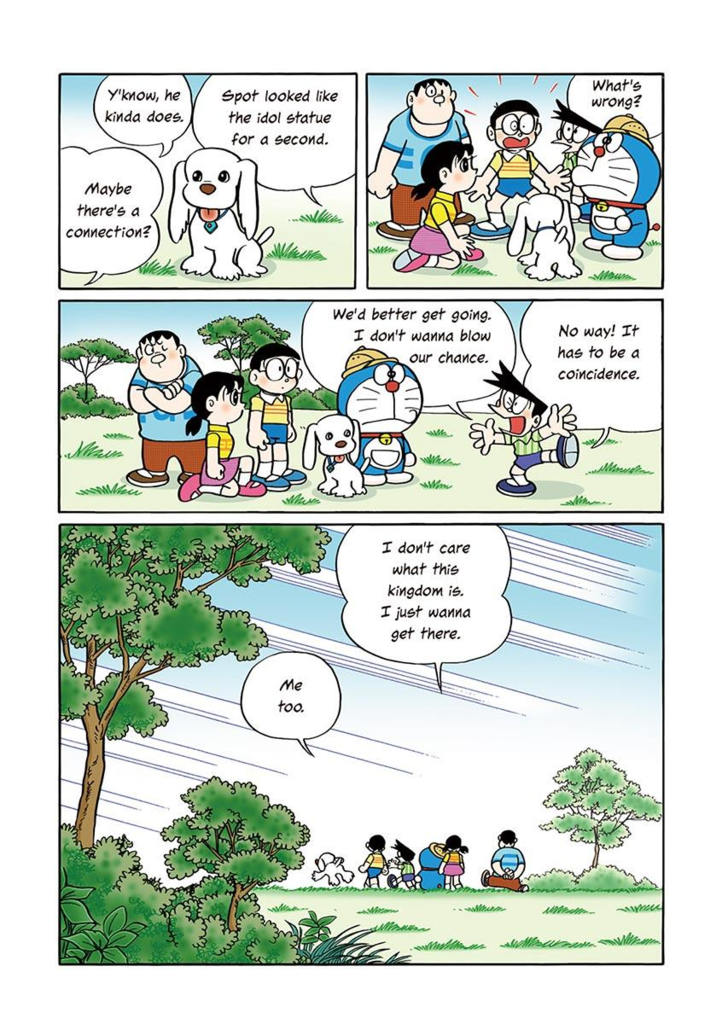 What's
wrong?
Spot looked like
the idol statue
for a second.
Y'know, he
kinda does.
Maybe
there's a
connection?
No way! It
has to be a
coincidence.
We'd better get going.
I don't wanna blow
our chance.
I don't care
what this
kingdom is.
I just wanna
get there.
Me
too.